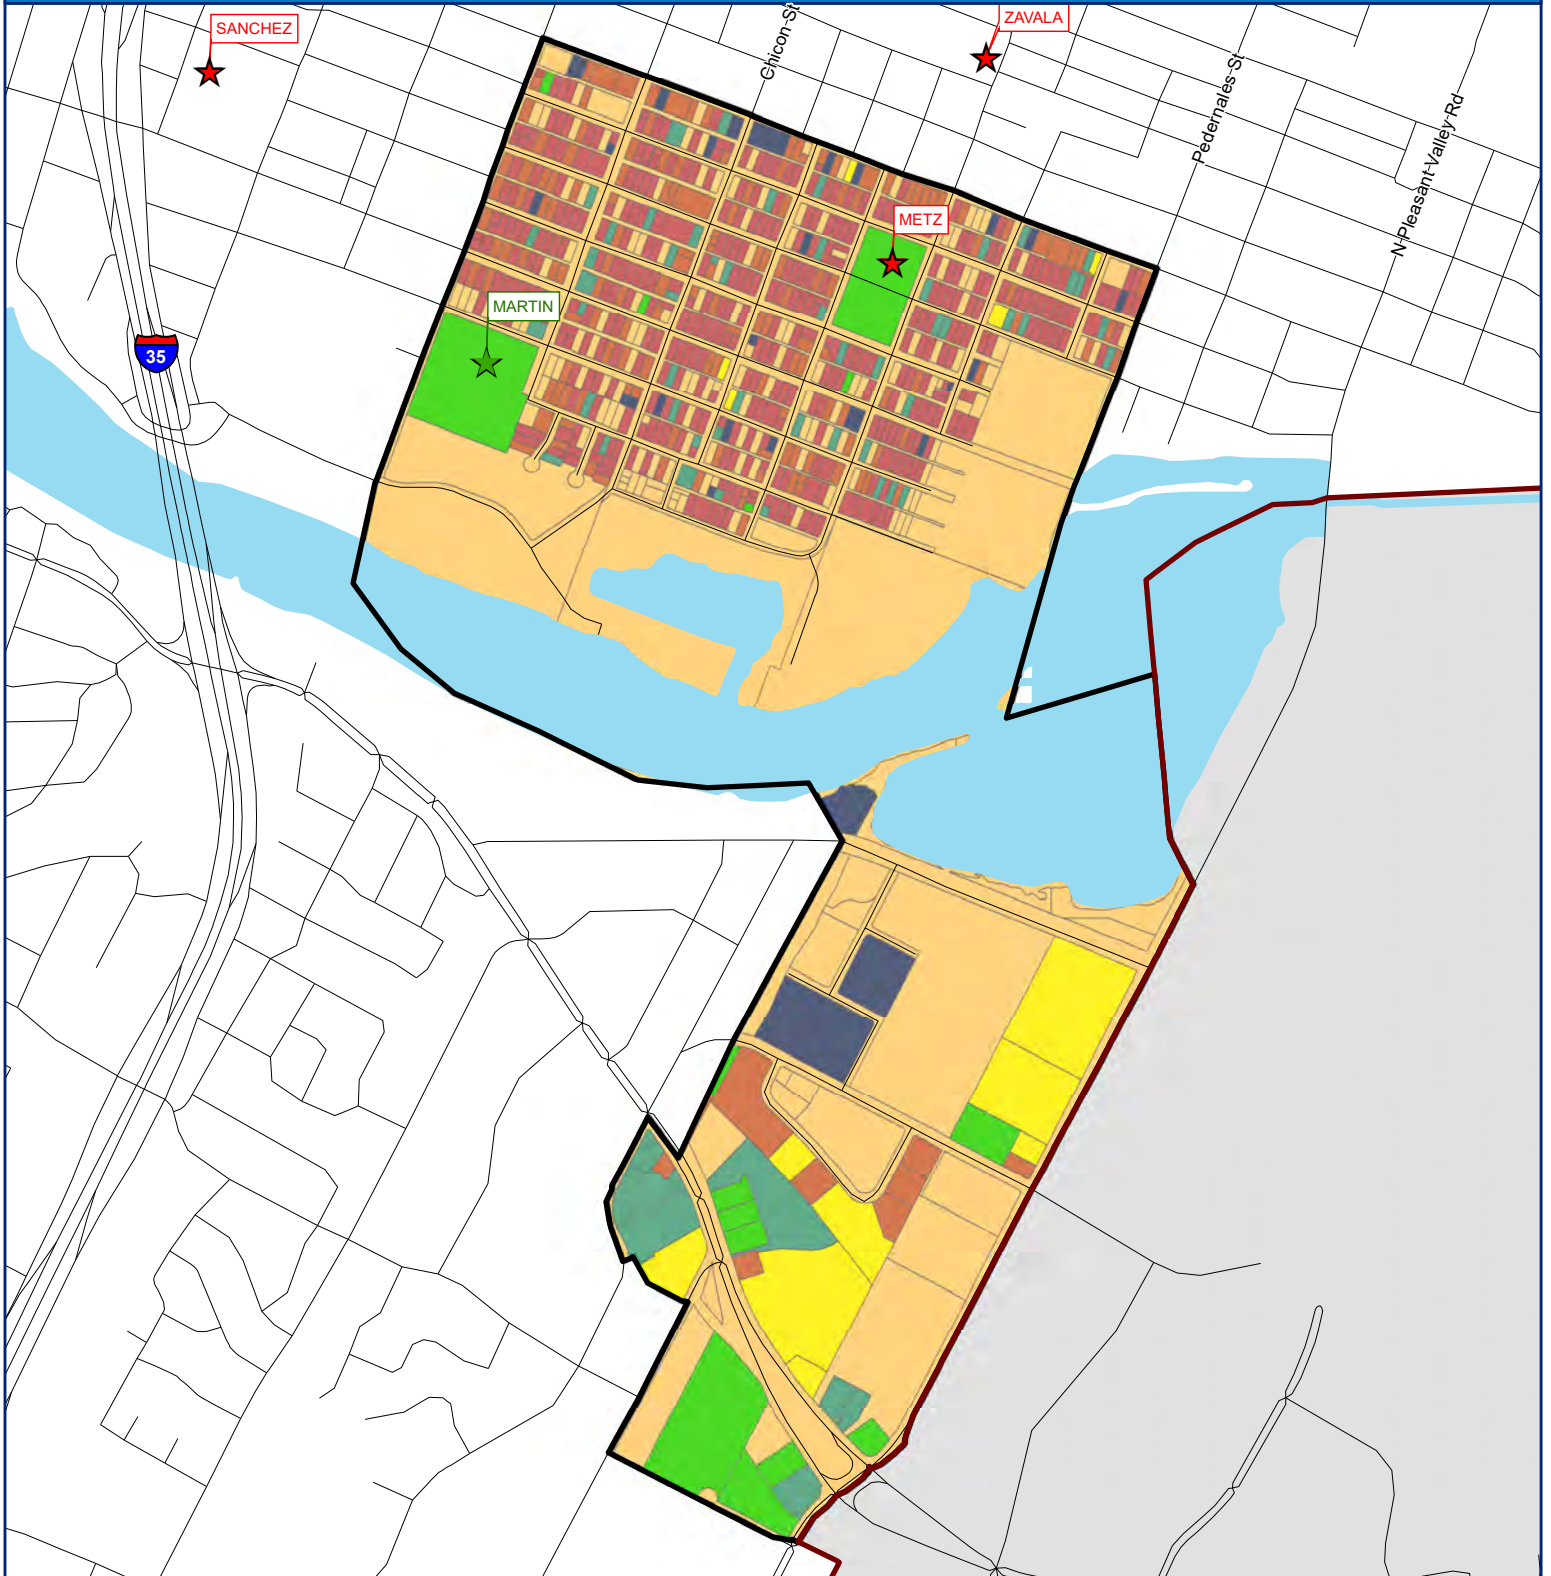 SANCHEZ
ZAVALA
Chicon St
Pedernales St
N Pleasant Valley Rd
METZ
MARTIN
35